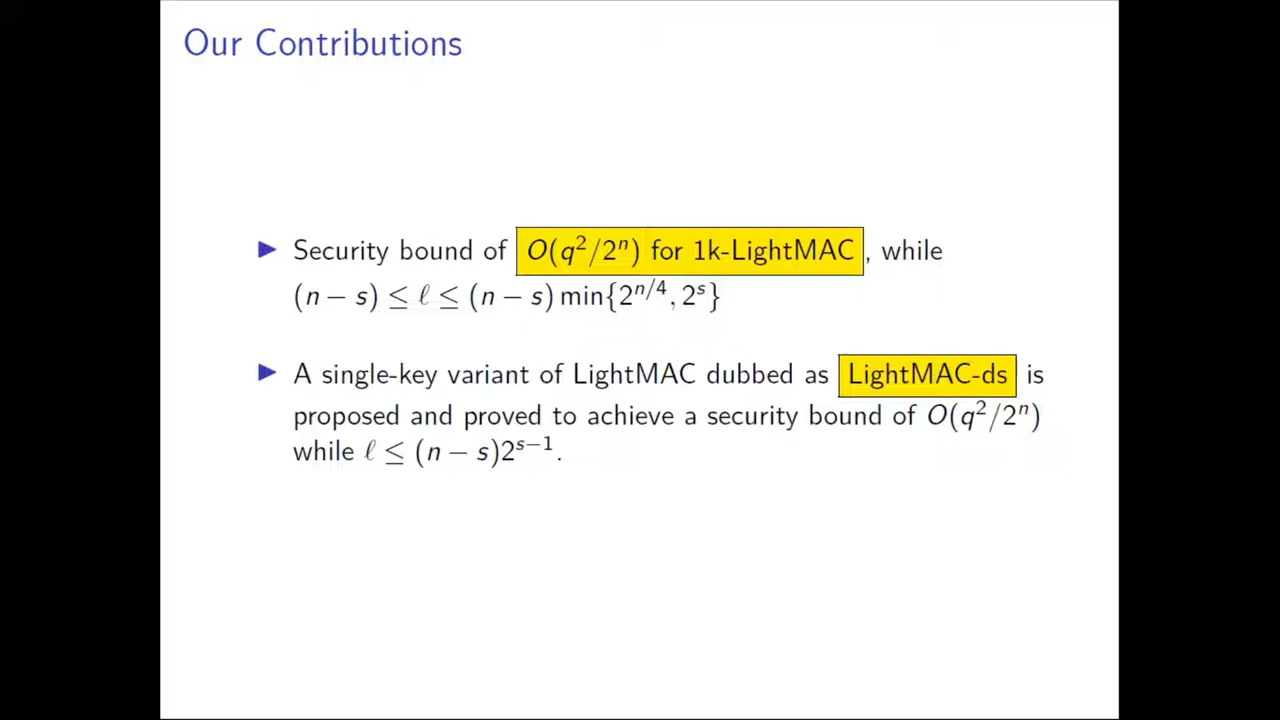 Our Contributions
▶ Security bound of O(q²/2ⁿ) for 1k-LightMAC, while
(n − s) ≤ ℓ ≤ (n − s) min{2^{n/4}, 2^s}
▶ A single-key variant of LightMAC dubbed as LightMAC-ds is
proposed and proved to achieve a security bound of O(q²/2ⁿ)
while ℓ ≤ (n − s)2^{s−1}.